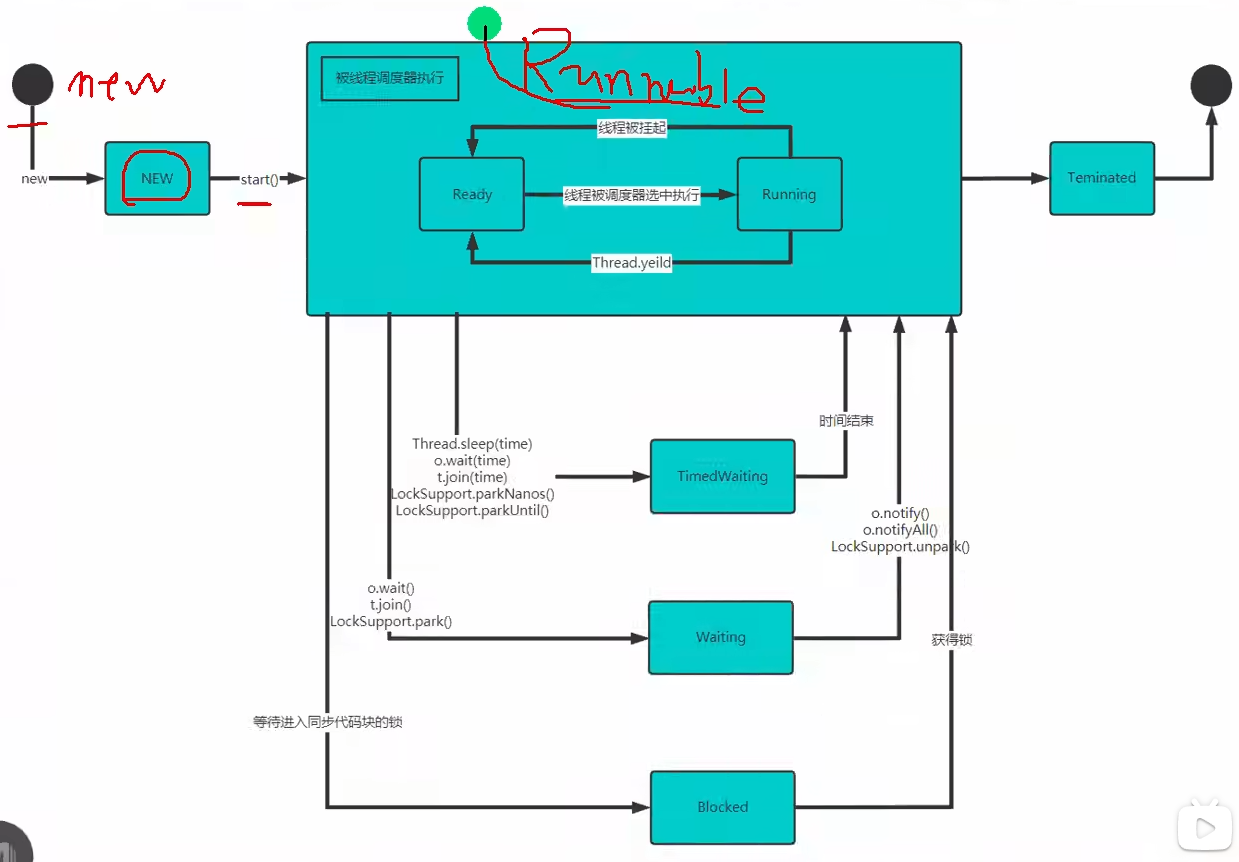 Runnable
new
被线程调度器执行
线程被挂起
new
NEW
start()
Ready
线程被调度器选中执行
Running
Teminated
Thread.yeild
时间结束
Thread.sleep(time)
o.wait(time)
t.join(time)
LockSupport.parkNanos()
LockSupport.parkUntil()
TimedWaiting
o.notify()
o.notifyAll()
LockSupport.unpark()
o.wait()
t.join()
LockSupport.park()
Waiting
获得锁
等待进入同步代码块的锁
Blocked